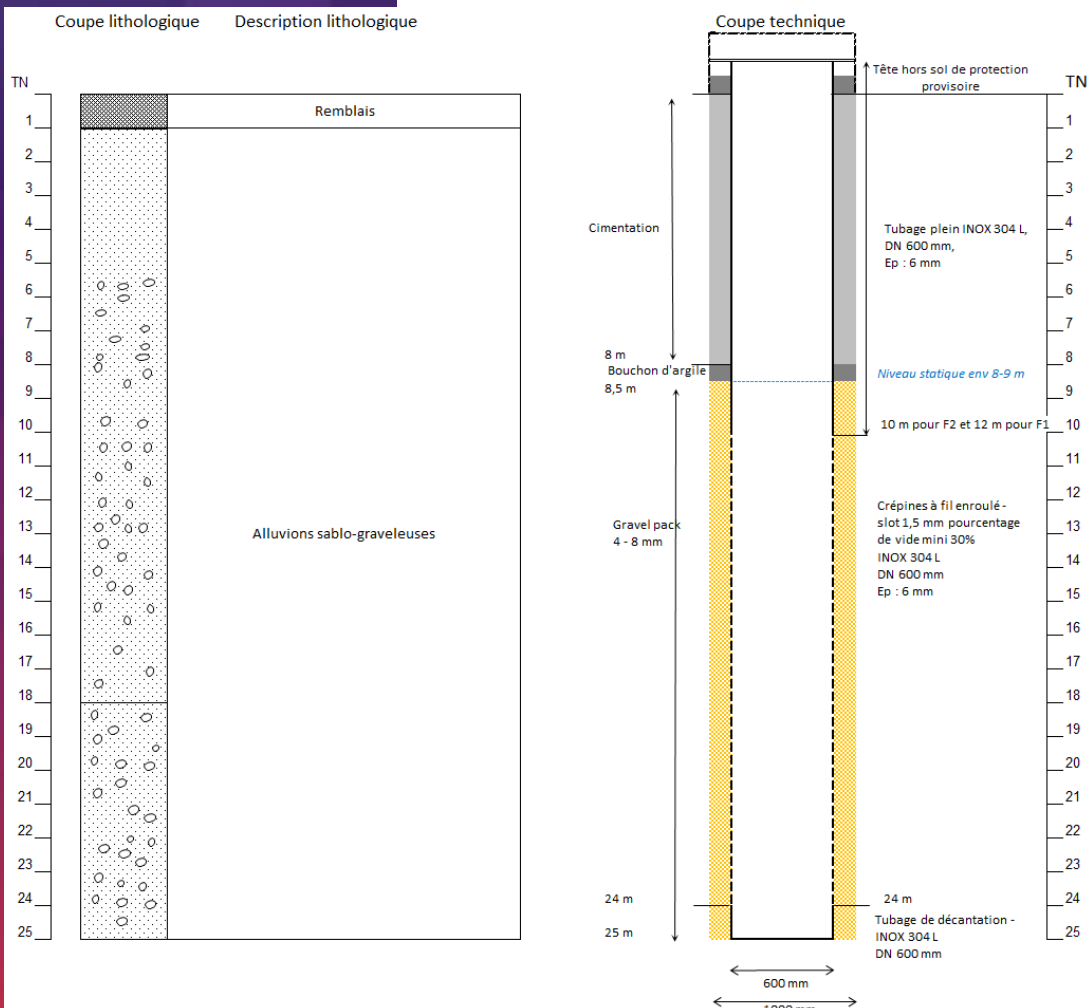 Coupe lithologique Description lithologique Coupe technique
TN
Remblais
1
2
3
4
5
6
7
8
9
10
11
12
13
14
15
16
17
18
19
20
21
22
23
24
25
Alluvions sablo-graveleuses
Cimentation
8 m
Bouchon d'argile
8,5 m
Gravel pack
4 - 8 mm
24 m
25 m
Tête hors sol de protection
provisoire
Tubage plein INOX 304 L,
DN 600 mm,
Ep : 6 mm
Niveau statique env 8-9 m
10 m pour F2 et 12 m pour F1
Crépines à fil enroulé -
slot 1,5 mm pourcentage
de vide mini 30%
INOX 304 L
DN 600 mm
Ep : 6 mm
24 m
Tubage de décantation -
INOX 304 L
DN 600 mm
600 mm
TN
1
2
3
4
5
6
7
8
9
10
11
12
13
14
15
16
17
18
19
20
21
22
23
24
25